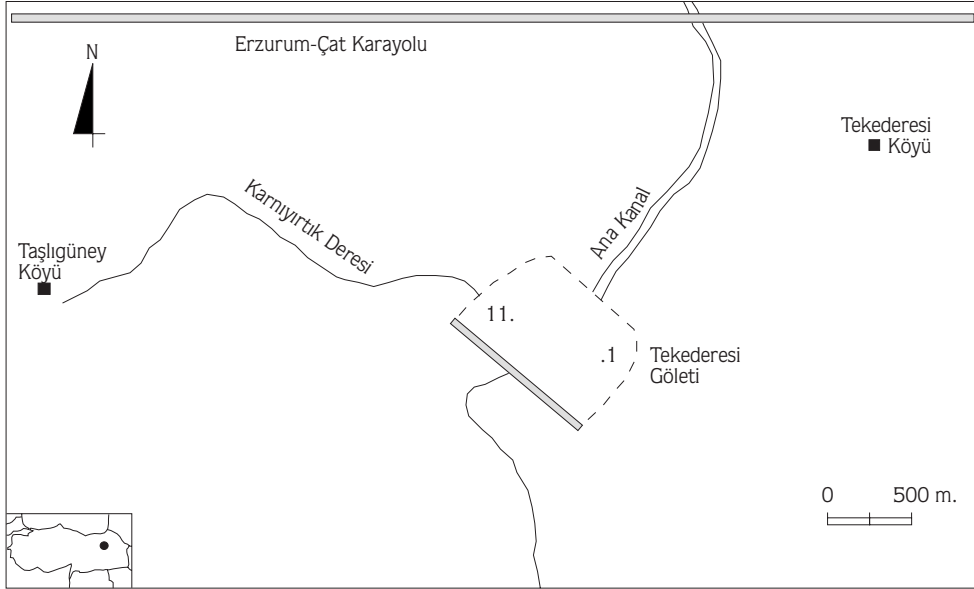 Erzurum-Çat Karayolu
N
Tekederesi
Köyü
Karnıyırtık Deresi
Ana Kanal
Taşlıgüney
Köyü
11.
.1
Tekederesi
Göleti
0 500 m.